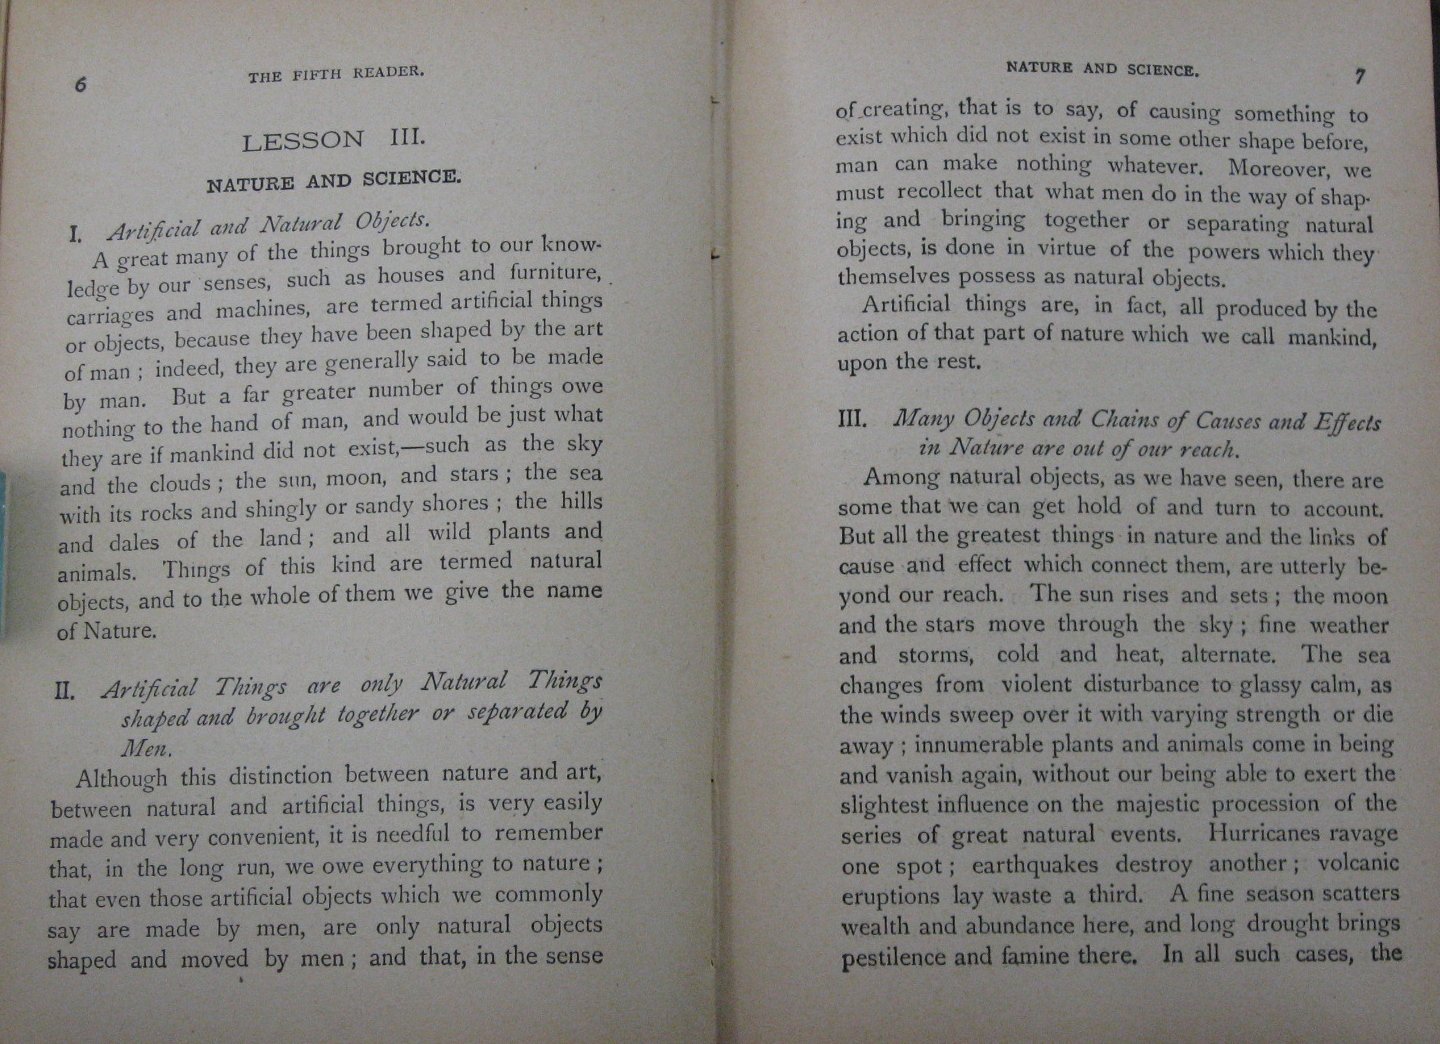 6
THE FIFTH READER.
LESSON III.
NATURE AND SCIENCE.
I. Artificial and Natural Objects.
A great many of the things brought to our know-
ledge by our senses, such as houses and furniture,
carriages and machines, are termed artificial things
or objects, because they have been shaped by the art
of man ; indeed, they are generally said to be made
by man. But a far greater number of things owe
nothing to the hand of man, and would be just what
they are if mankind did not exist,—such as the sky
and the clouds ; the sun, moon, and stars ; the sea
with its rocks and shingly or sandy shores ; the hills
and dales of the land ; and all wild plants and
animals. Things of this kind are termed natural
objects, and to the whole of them we give the name
of Nature.
II. Artificial Things are only Natural Things
shaped and brought together or separated by
Men.
Although this distinction between nature and art,
between natural and artificial things, is very easily
made and very convenient, it is needful to remember
that, in the long run, we owe everything to nature ;
that even those artificial objects which we commonly
say are made by men, are only natural objects
shaped and moved by men ; and that, in the sense
NATURE AND SCIENCE.
7
of creating, that is to say, of causing something to
exist which did not exist in some other shape before,
man can make nothing whatever. Moreover, we
must recollect that what men do in the way of shap-
ing and bringing together or separating natural
objects, is done in virtue of the powers which they
themselves possess as natural objects.
Artificial things are, in fact, all produced by the
action of that part of nature which we call mankind,
upon the rest.
III. Many Objects and Chains of Causes and Effects
in Nature are out of our reach.
Among natural objects, as we have seen, there are
some that we can get hold of and turn to account.
But all the greatest things in nature and the links of
cause and effect which connect them, are utterly be-
yond our reach. The sun rises and sets ; the moon
and the stars move through the sky ; fine weather
and storms, cold and heat, alternate. The sea
changes from violent disturbance to glassy calm, as
the winds sweep over it with varying strength or die
away ; innumerable plants and animals come in being
and vanish again, without our being able to exert the
slightest influence on the majestic procession of the
series of great natural events. Hurricanes ravage
one spot ; earthquakes destroy another ; volcanic
eruptions lay waste a third. A fine season scatters
wealth and abundance here, and long drought brings
pestilence and famine there. In all such cases, the